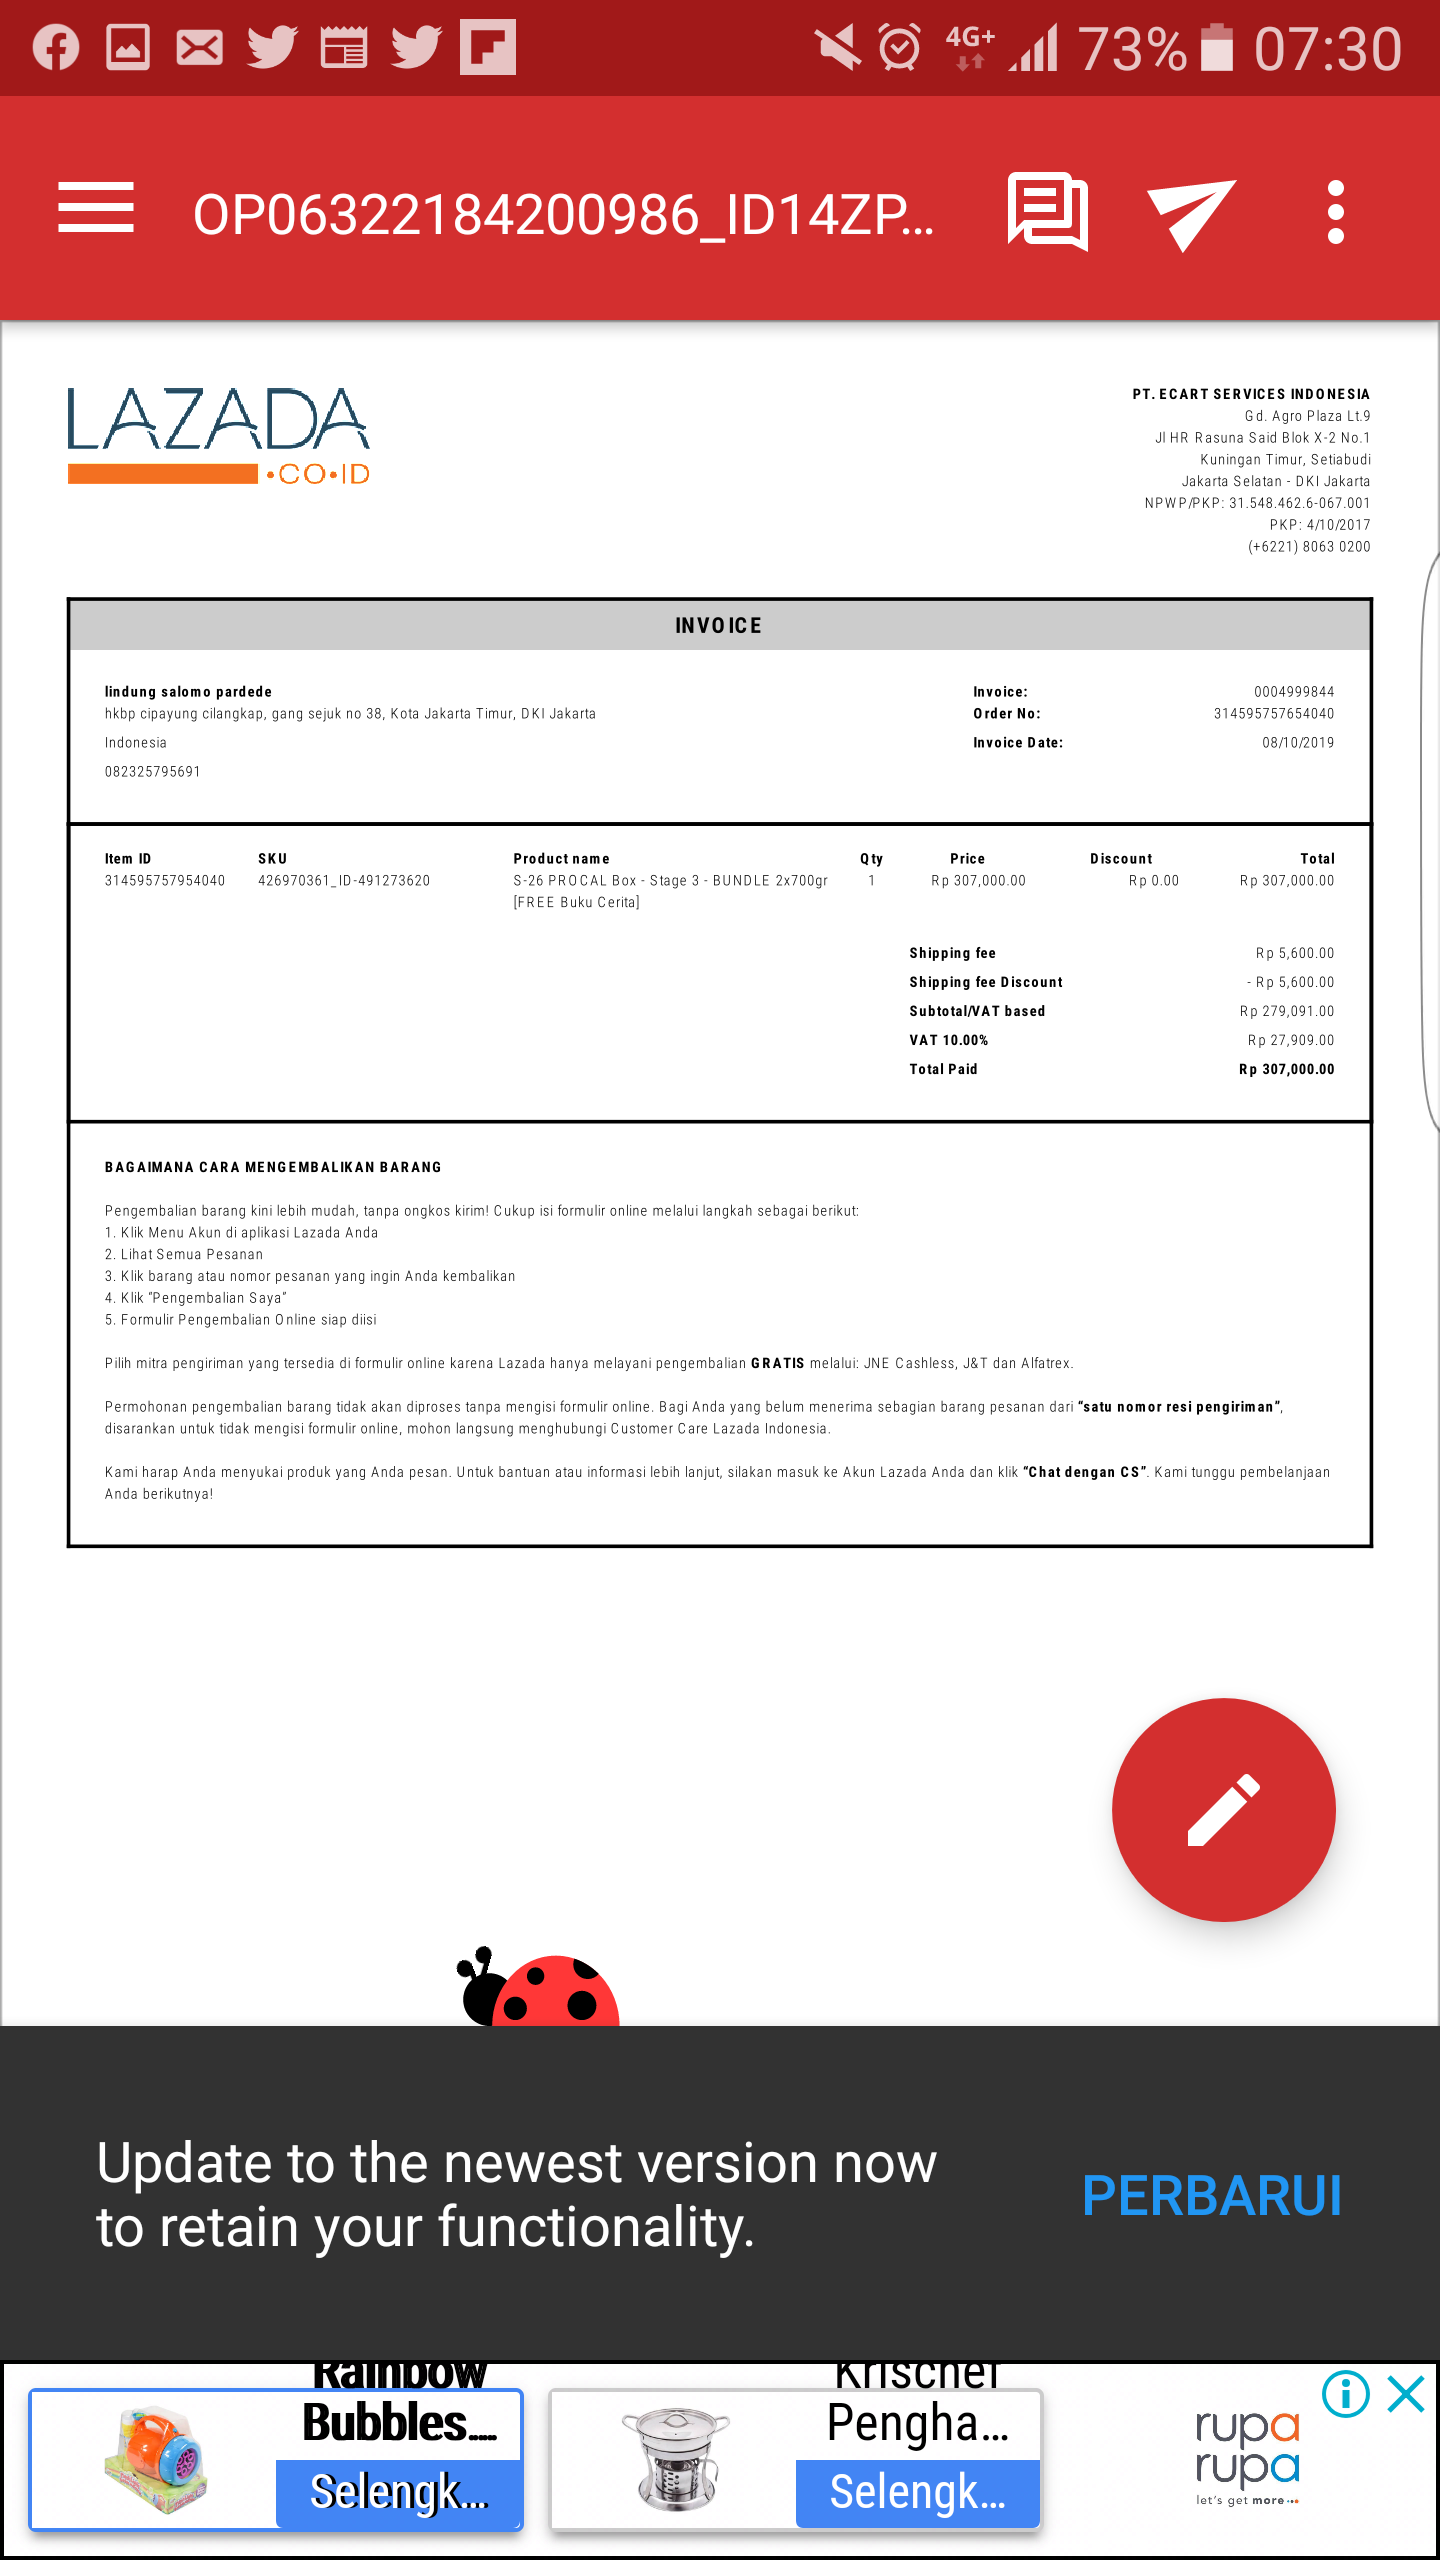 4G+ 73% 07:30
OP06322184200986_ID14ZP...
LAZADA
•CO•ID
PT. ECART SERVICES INDONESIA
Gd. Agro Plaza Lt.9
Jl HR Rasuna Said Blok X-2 No.1
Kuningan Timur, Setiabudi
Jakarta Selatan - DKI Jakarta
NPWP/PKP: 31.548.462.6-067.001
PKP: 4/10/2017
(+6221) 8063 0200
INVOICE
lindung salomo pardede
hkbp cipayung cilangkap, gang sejuk no 38, Kota Jakarta Timur, DKI Jakarta
Indonesia
082325795691
Invoice: 0004999844
Order No: 314595757654040
Invoice Date: 08/10/2019
Item ID SKU Product name Qty Price Discount Total
314595757954040 426970361_ID-491273620 S-26 PROCAL Box - Stage 3 - BUNDLE 2x700gr 1 Rp 307,000.00 Rp 0.00 Rp 307,000.00
[FREE Buku Cerita]
Shipping fee Rp 5,600.00
Shipping fee Discount - Rp 5,600.00
Subtotal/VAT based Rp 279,091.00
VAT 10.00% Rp 27,909.00
Total Paid Rp 307,000.00
BAGAIMANA CARA MENGEMBALIKAN BARANG
Pengembalian barang kini lebih mudah, tanpa ongkos kirim! Cukup isi formulir online melalui langkah sebagai berikut:
1. Klik Menu Akun di aplikasi Lazada Anda
2. Lihat Semua Pesanan
3. Klik barang atau nomor pesanan yang ingin Anda kembalikan
4. Klik “Pengembalian Saya”
5. Formulir Pengembalian Online siap diisi
Pilih mitra pengiriman yang tersedia di formulir online karena Lazada hanya melayani pengembalian GRATIS melalui: JNE Cashless, J&T dan Alfatrex.
Permohonan pengembalian barang tidak akan diproses tanpa mengisi formulir online. Bagi Anda yang belum menerima sebagian barang pesanan dari “satu nomor resi pengiriman”,
disarankan untuk tidak mengisi formulir online, mohon langsung menghubungi Customer Care Lazada Indonesia.
Kami harap Anda menyukai produk yang Anda pesan. Untuk bantuan atau informasi lebih lanjut, silakan masuk ke Akun Lazada Anda dan klik “Chat dengan CS”. Kami tunggu pembelanjaan
Anda berikutnya!
Update to the newest version now
to retain your functionality.
PERBARUI
Rainbow
Bubbles...
Selengk...
Krischef
Pengha...
Selengk...
rupa
rupa
let's get more